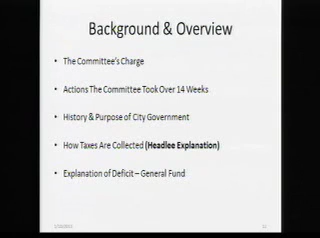 Background & Overview
• The Committee's Charge
• Actions The Committee Took Over 14 Weeks
• History & Purpose of City Government
• How Taxes Are Collected (Headlee Explanation)
• Explanation of Deficit – General Fund